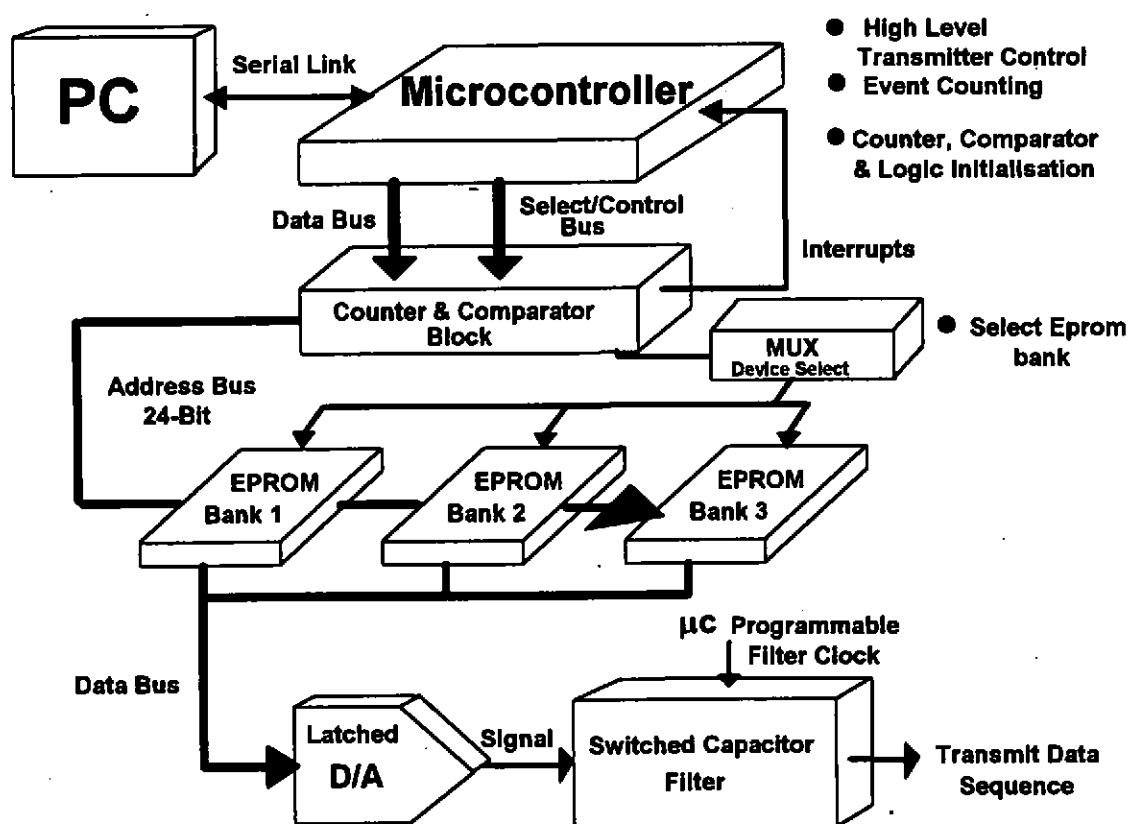 PC
Serial Link
Microcontroller
● High Level
Transmitter Control
● Event Counting
● Counter, Comparator
& Logic Initialisation
Data Bus
Select/Control
Bus
Interrupts
Counter & Comparator
Block
MUX
Device Select
● Select Eprom
bank
Address Bus
24-Bit
EPROM
Bank 1
EPROM
Bank 2
EPROM
Bank 3
µC Programmable
Filter Clock
Data Bus
Latched
D/A
Signal
Switched Capacitor
Filter
Transmit Data
Sequence